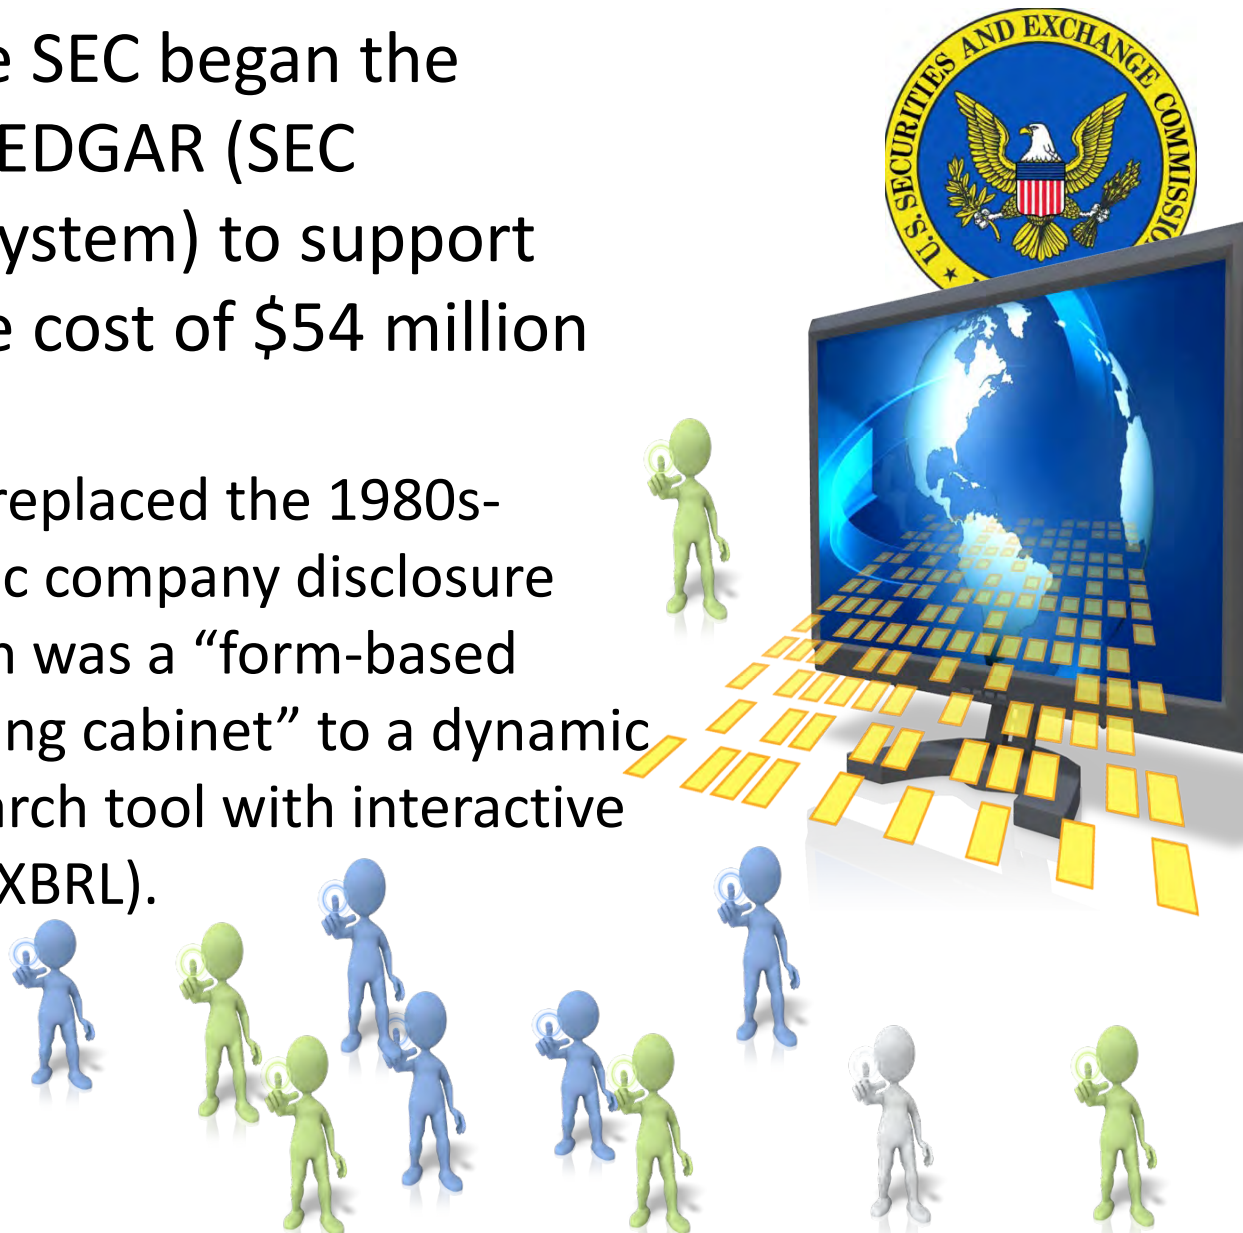 e SEC began the
EDGAR (SEC
ystem) to support
e cost of $54 million
replaced the 1980s-
c company disclosure
n was a “form-based
ng cabinet” to a dynamic
arch tool with interactive
XBRL).
U.S. SECURITIES AND EXCHANGE COMMISSIO